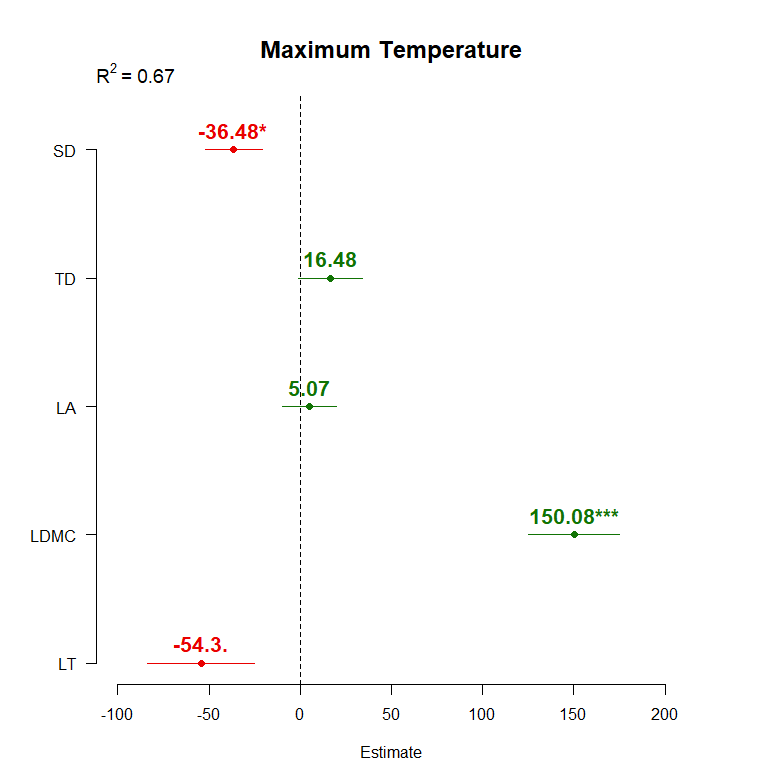 Maximum Temperature
R2 = 0.67
-36.48*
SD
16.48
TD
5.07
LA
150.08***
LDMC
-54.3.
LT
-100 -50 0 50 100 150 200
Estimate